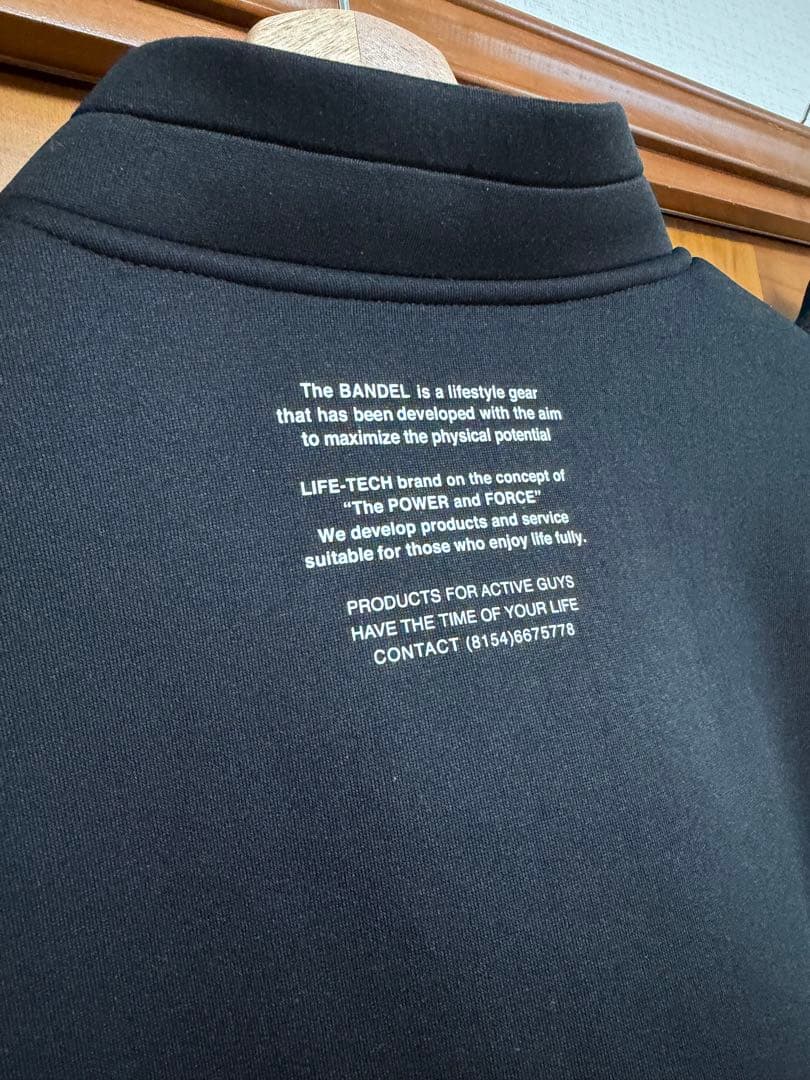 The BANDEL is a lifestyle gear
that has been developed with the aim
to maximize the physical potential
LIFE-TECH brand on the concept of
“The POWER and FORCE”
We develop products and service
suitable for those who enjoy life fully.
PRODUCTS FOR ACTIVE GUYS
HAVE THE TIME OF YOUR LIFE
CONTACT (8154)6675778